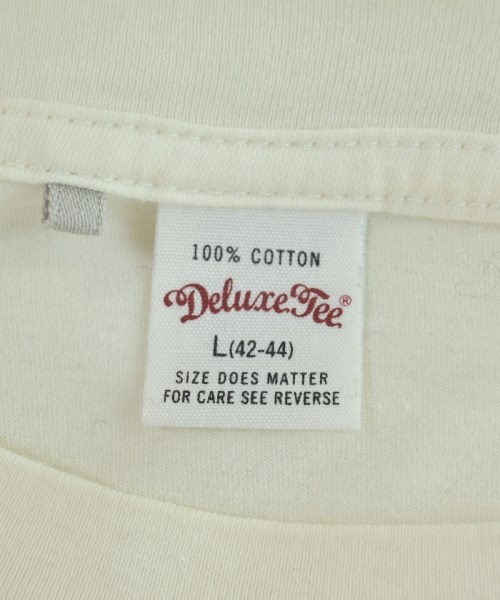 100% COTTON
Deluxe Tee®
L (42-44)
SIZE DOES MATTER
FOR CARE SEE REVERSE